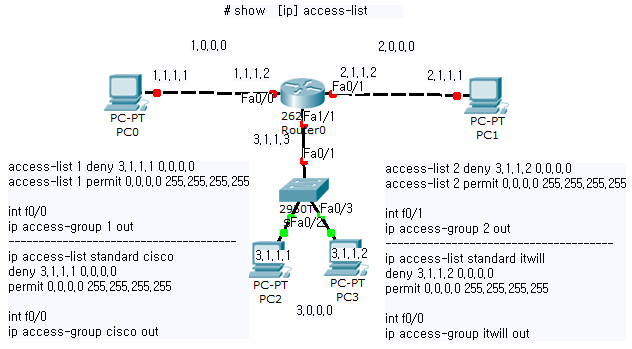 # show [ip] access-list
1,0,0,0
2,0,0,0
1,1,1,1
1,1,1,2
2,1,1,2
2,1,1,1
Fa0/0
Fa0/1
PC-PT
PC0
262
Router0
Fa1/1
PC-PT
PC1
3,1,1,3
Fa0/1
access-list 1 deny 3,1,1,1 0,0,0,0
access-list 1 permit 0,0,0,0 255,255,255,255
int f0/0
ip access-group 1 out
access-list 2 deny 3,1,1,2 0,0,0,0
access-list 2 permit 0,0,0,0 255,255,255,255
int f0/1
ip access-group 2 out
Fa0/3
Fa0/2
------------------------------------
ip access-list standard cisco
deny 3,1,1,1 0,0,0,0
permit 0,0,0,0 255,255,255,255
int f0/0
ip access-group cisco out
3,1,1,1
3,1,1,2
PC-PT
PC2
PC-PT
PC3
3,0,0,0
------------------------------------
ip access-list standard itwill
deny 3,1,1,2 0,0,0,0
permit 0,0,0,0 255,255,255,255
int f0/0
ip access-group itwill out